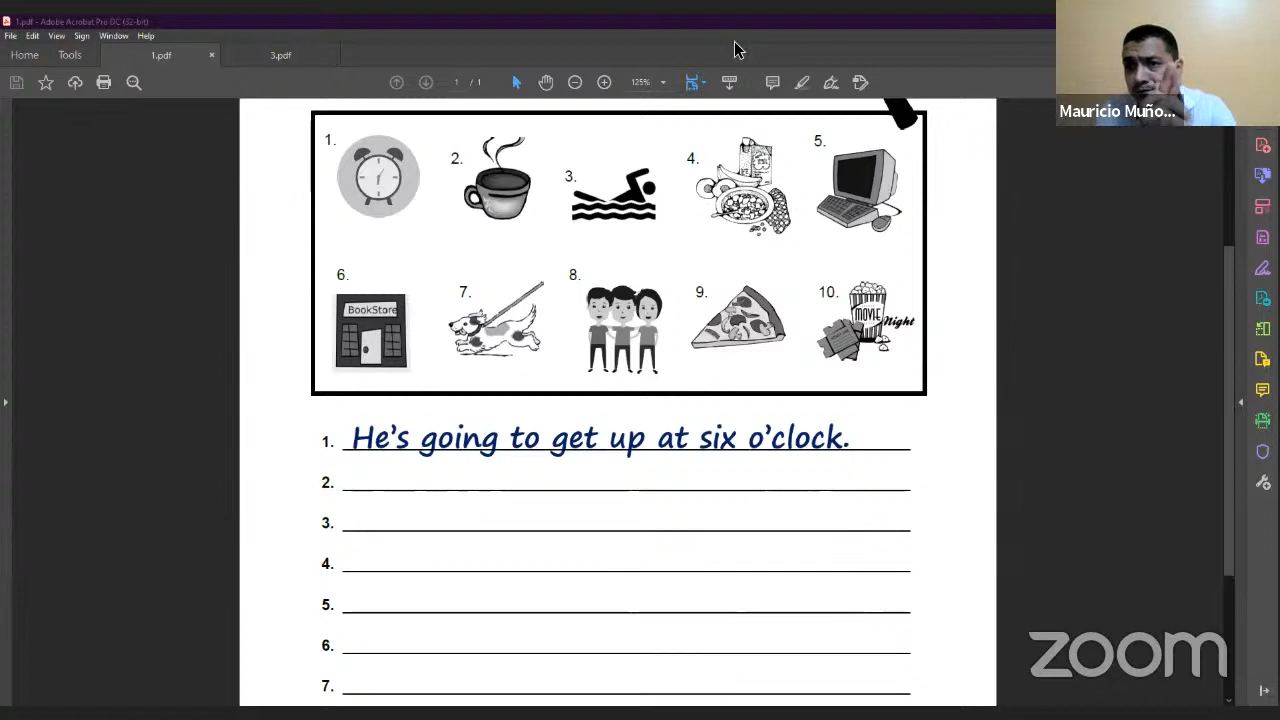 1.pdf - Adobe Acrobat Pro DC (32-bit)
File Edit View Sign Window Help
Home Tools 1.pdf × 3.pdf
1 / 1 125%
Mauricio Muño...
1. 2. 3. 4. 5.
6. 7. 8. 9. 10.
BookStore
MOVIE Night
1. He's going to get up at six o'clock.
2.
3.
4.
5.
6.
7.
zoom